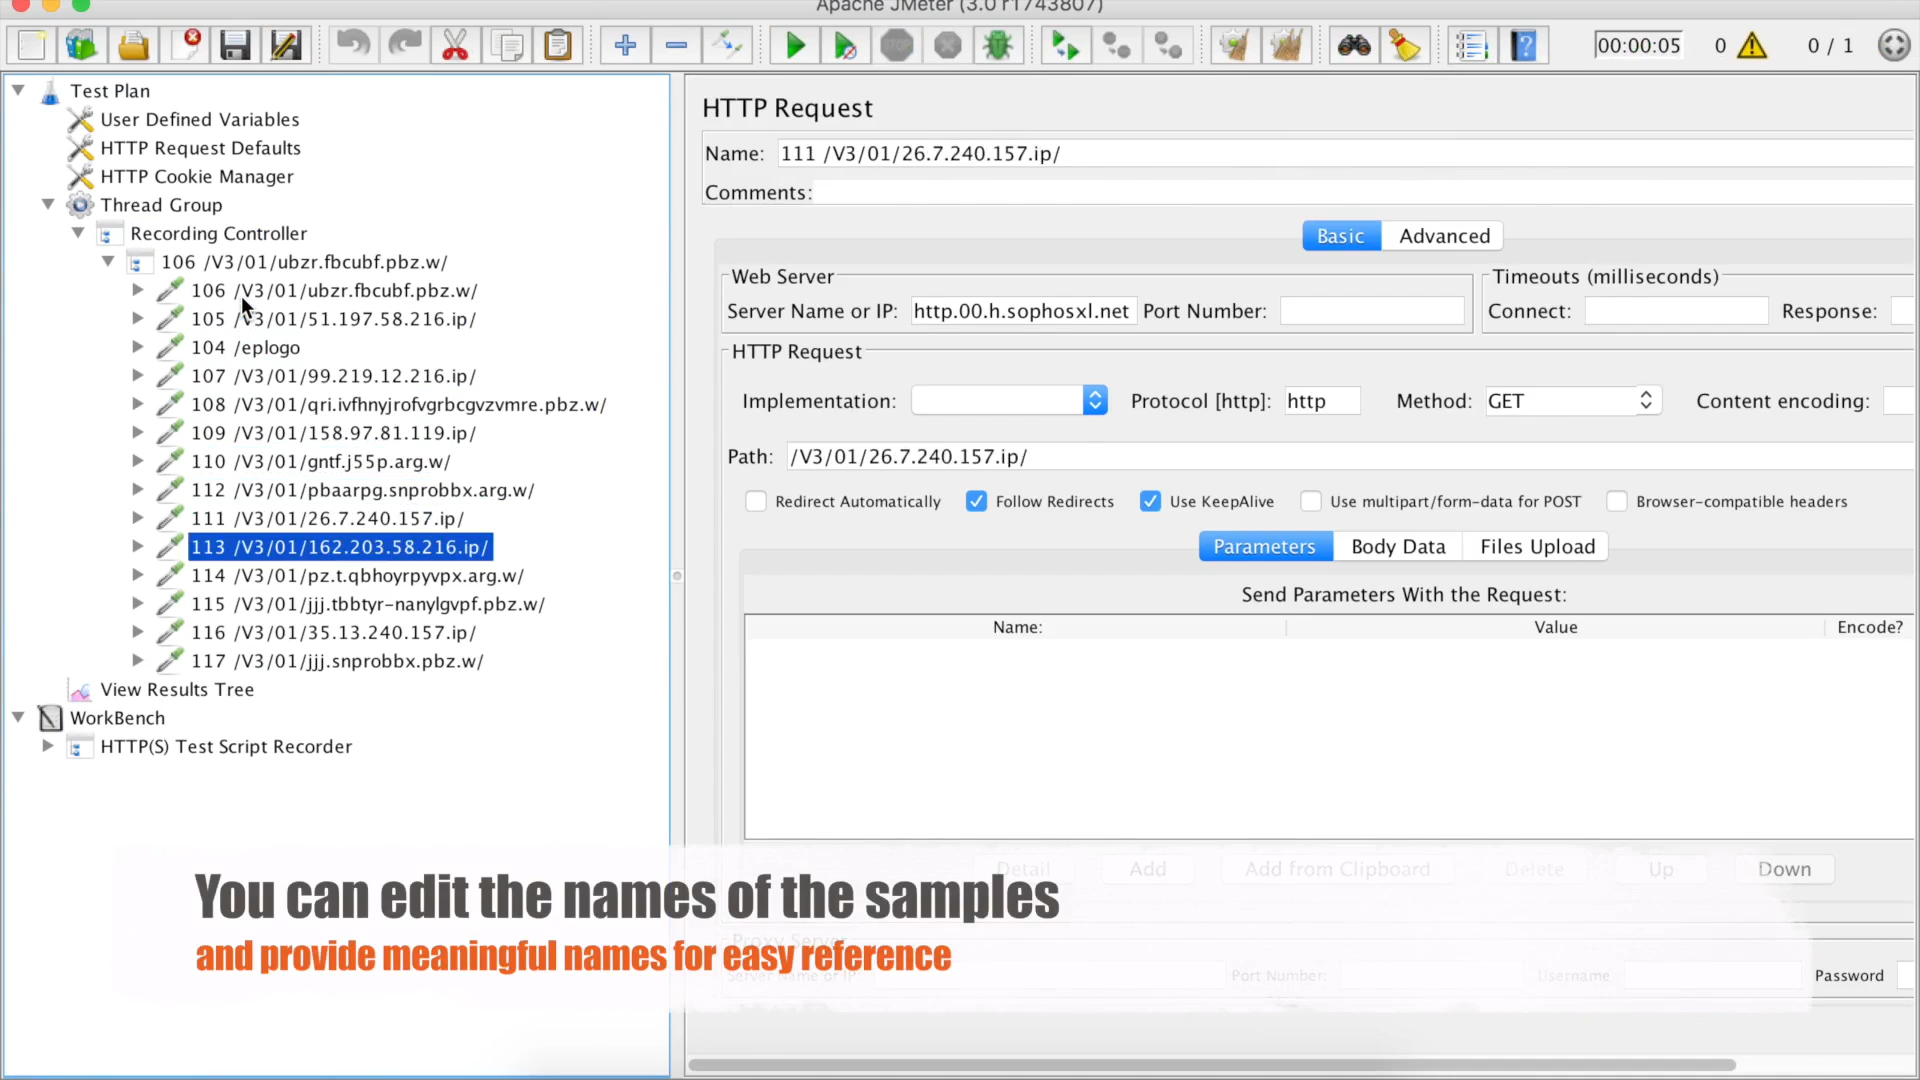 Apache JMeter (3.0 r1743807)
00:00:05 0 0 / 1
Test Plan
User Defined Variables
HTTP Request Defaults
HTTP Cookie Manager
Thread Group
Recording Controller
106 /V3/01/ubzr.fbcubf.pbz.w/
106 /V3/01/ubzr.fbcubf.pbz.w/
105 /V3/01/51.197.58.216.ip/
104 /eplogo
107 /V3/01/99.219.12.216.ip/
108 /V3/01/qri.ivfhnyjrofvgrbcgvzvmre.pbz.w/
109 /V3/01/158.97.81.119.ip/
110 /V3/01/gntf.j55p.arg.w/
112 /V3/01/pbaarpg.snprobbx.arg.w/
111 /V3/01/26.7.240.157.ip/
113 /V3/01/162.203.58.216.ip/
114 /V3/01/pz.t.qbhoyrpyvpx.arg.w/
115 /V3/01/jjj.tbbtyr-nanylgvpf.pbz.w/
116 /V3/01/35.13.240.157.ip/
117 /V3/01/jjj.snprobbx.pbz.w/
View Results Tree
WorkBench
HTTP(S) Test Script Recorder
HTTP Request
Name: 111 /V3/01/26.7.240.157.ip/
Comments:
Basic Advanced
Web Server Timeouts (milliseconds)
Server Name or IP: http.00.h.sophosxl.net Port Number: Connect: Response:
HTTP Request
Implementation: Protocol [http]: http Method: GET Content encoding:
Path: /V3/01/26.7.240.157.ip/
Redirect Automatically Follow Redirects Use KeepAlive Use multipart/form-data for POST Browser-compatible headers
Parameters Body Data Files Upload
Send Parameters With the Request:
Name: Value Encode?
Detail Add Add from Clipboard Delete Up Down
Proxy Server
Server Name or IP Port Number: Username Password
You can edit the names of the samples
and provide meaningful names for easy reference